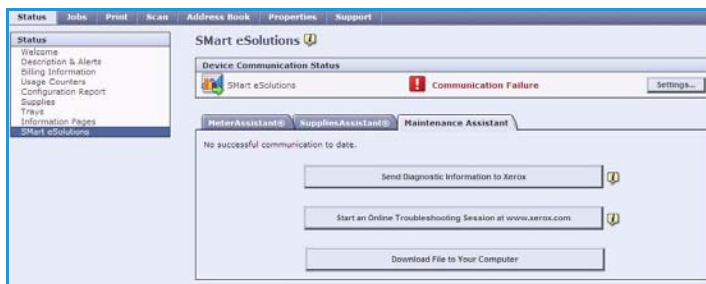 Status Jobs Print Scan Address Book Properties Support
Status
Welcome
Description & Alerts
Billing Information
Usage Counters
Configuration Report
Supplies
Trays
Information Pages
SMart eSolutions
SMart eSolutions
Device Communication Status
SMart eSolutions Communication Failure Settings...
MeterAssistant® SuppliesAssistant® Maintenance Assistant
No successful communication to date.
Send Diagnostic Information to Xerox
Start an Online Troubleshooting Session at www.xerox.com
Download File to Your Computer